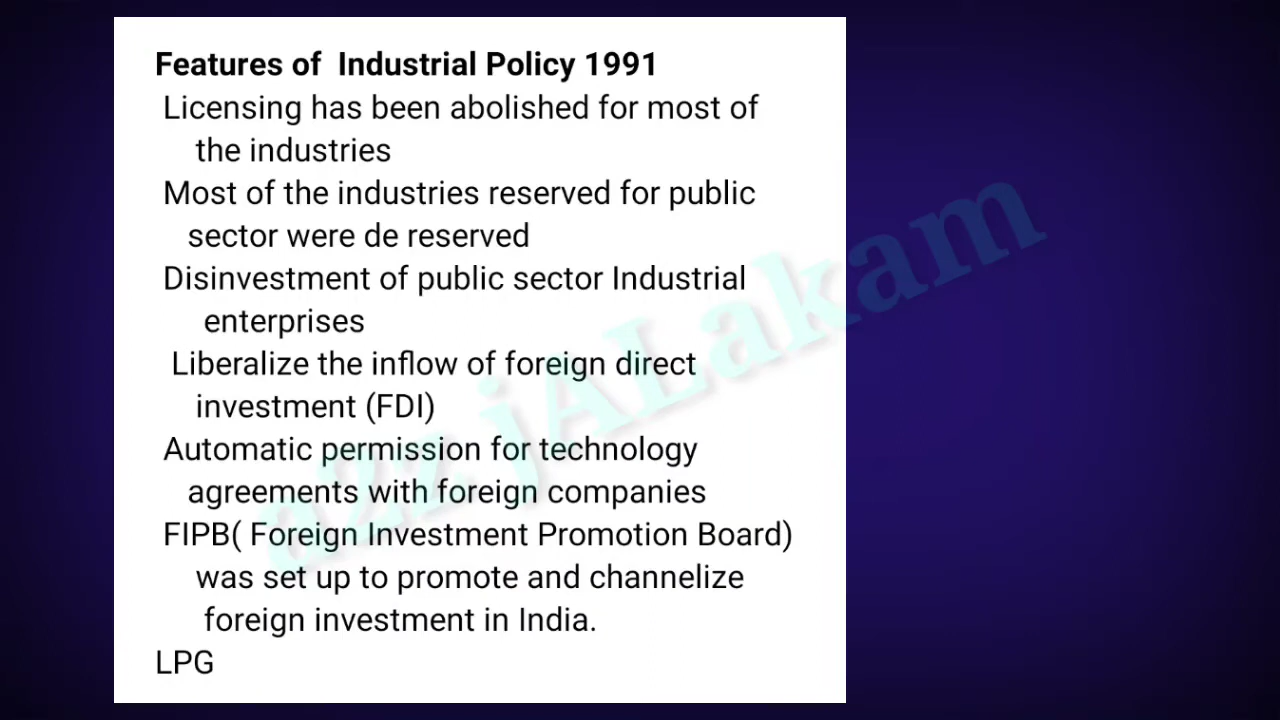 Features of Industrial Policy 1991
Licensing has been abolished for most of
the industries
Most of the industries reserved for public
sector were de reserved
Disinvestment of public sector Industrial
enterprises
Liberalize the inflow of foreign direct
investment (FDI)
Automatic permission for technology
agreements with foreign companies
FIPB( Foreign Investment Promotion Board)
was set up to promote and channelize
foreign investment in India.
LPG
a2z jALakam